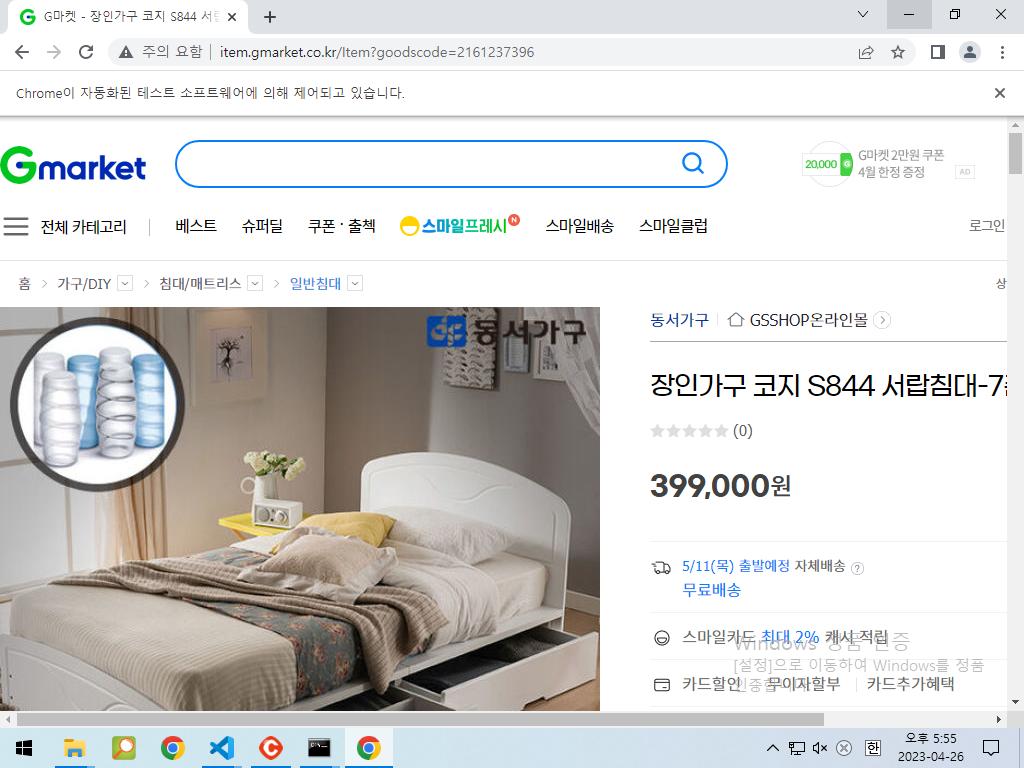 G마켓 - 장인가구 코지 S844 서랍
주의 요함 item.gmarket.co.kr/Item?goodscode=2161237396
Chrome이 자동화된 테스트 소프트웨어에 의해 제어되고 있습니다.
Gmarket
20,000
G마켓 2만원 쿠폰
4월 한정 증정
AD
전체 카테고리 베스트 슈퍼딜 쿠폰·출첵 스마일프레시 N 스마일배송 스마일클럽 로그인
홈 > 가구/DIY > 침대/매트리스 > 일반침대 상
동서가구
동서가구 GSSHOP온라인몰
장인가구 코지 S844 서랍침대-7
(0)
399,000원
5/11(목) 출발예정 자체배송
무료배송
스마일카드 최대 2% 캐시 적립
Windows 정품 인증
[설정]으로 이동하여 Windows를 정품
카드할인 무이자할부 카드추가혜택
한
오후 5:55
2023-04-26